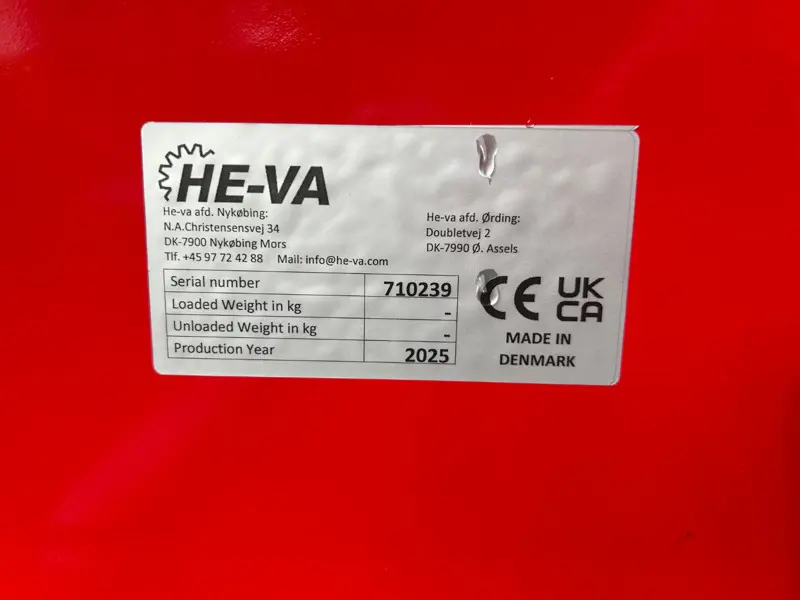 HE-VA
He-va afd. Nykøbing:
N.A.Christensensvej 34
DK-7900 Nykøbing Mors
Tlf. +45 97 72 42 88 Mail: info@he-va.com
He-va afd. Ørding:
Doubletvej 2
DK-7990 Ø. Assels
Serial number 710239
Loaded Weight in kg -
Unloaded Weight in kg -
Production Year 2025
CE
UK
CA
MADE IN
DENMARK